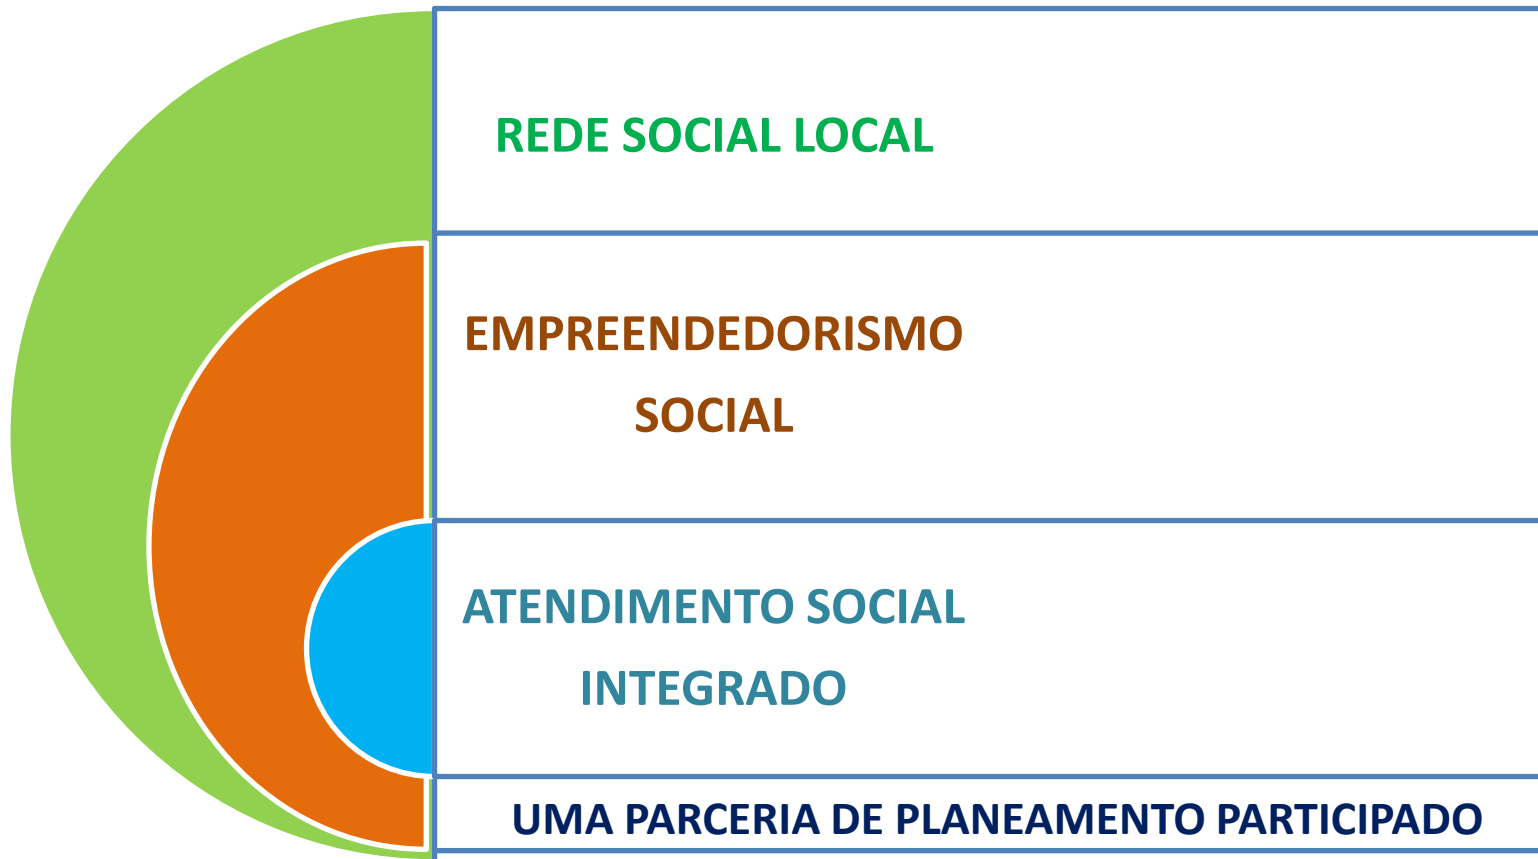 REDE SOCIAL LOCAL
EMPREENDEDORISMO
SOCIAL
ATENDIMENTO SOCIAL
INTEGRADO
UMA PARCERIA DE PLANEAMENTO PARTICIPADO